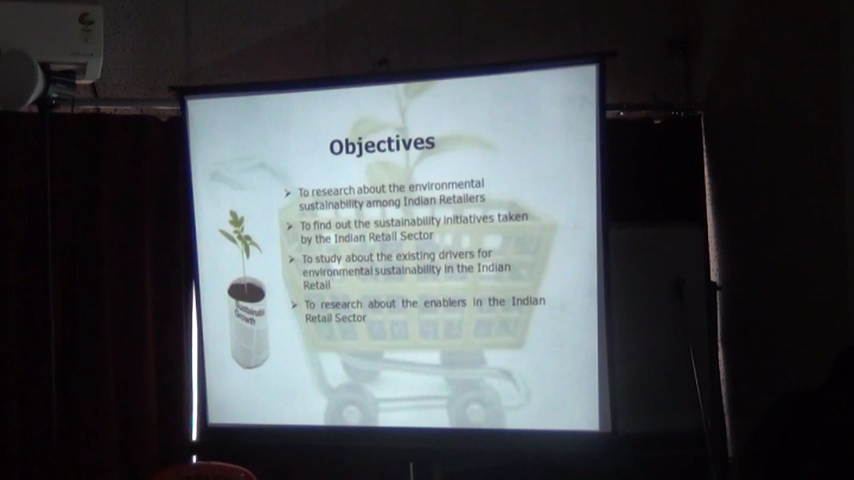 Objectives
➢ To research about the environmental
sustainability among Indian Retailers
➢ To find out the sustainability initiatives taken
by the Indian Retail Sector
➢ To study about the existing drivers for
environmental sustainability in the Indian
Retail
➢ To research about the enablers in the Indian
Retail Sector
Growth